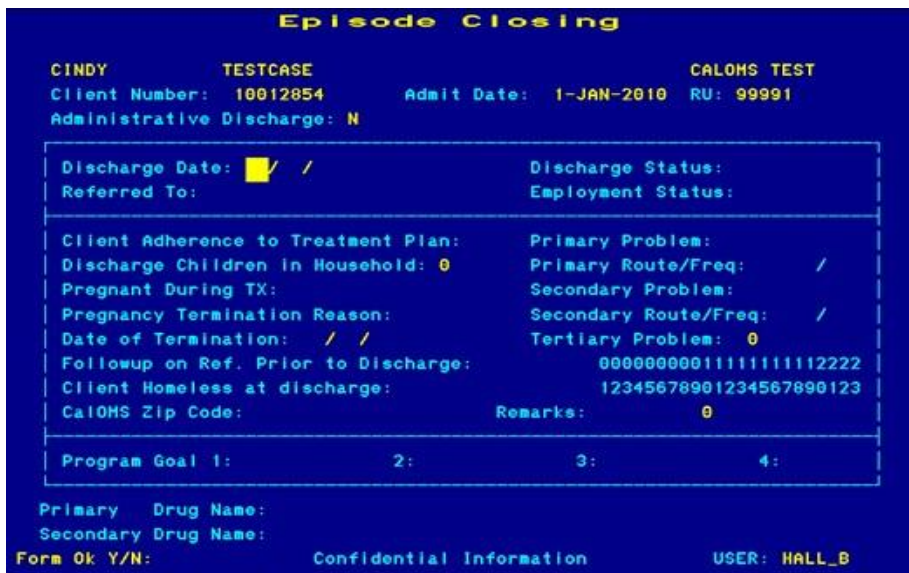 Episode Closing
CINDY TESTCASE CALOMS TEST
Client Number: 10012854 Admit Date: 1-JAN-2010 RU: 99991
Administrative Discharge: N
Discharge Date: / / Discharge Status:
Referred To: Employment Status:
Client Adherence to Treatment Plan: Primary Problem:
Discharge Children in Household: 0 Primary Route/Freq: /
Pregnant During TX: Secondary Problem:
Pregnancy Termination Reason: Secondary Route/Freq: /
Date of Termination: / / Tertiary Problem: 0
Followup on Ref. Prior to Discharge: 00000000011111111112222
Client Homeless at discharge: 12345678901234567890123
CalOMS Zip Code: Remarks: 0
Program Goal 1: 2: 3: 4:
Primary Drug Name:
Secondary Drug Name:
Form Ok Y/N: Confidential Information USER: HALL_B